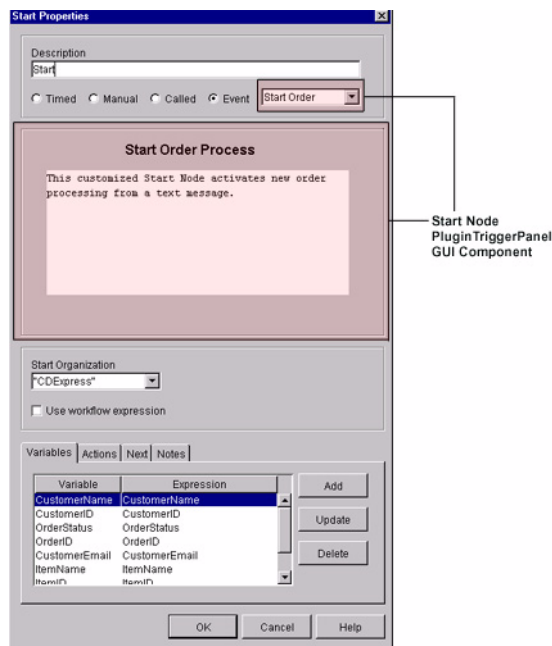 Start Properties
Description
Start
Timed Manual Called Event Start Order
Start Order Process
This customized Start Node activates new order
processing from a text message.
Start Node
PluginTriggerPanel
GUI Component
Start Organization
"CDExpress"
Use workflow expression
Variables Actions Next Notes
Variable Expression
CustomerName CustomerName
CustomerID CustomerID
OrderStatus OrderStatus
OrderID OrderID
CustomerEmail CustomerEmail
ItemName ItemName
ItemID ItemID
Add
Update
Delete
OK Cancel Help